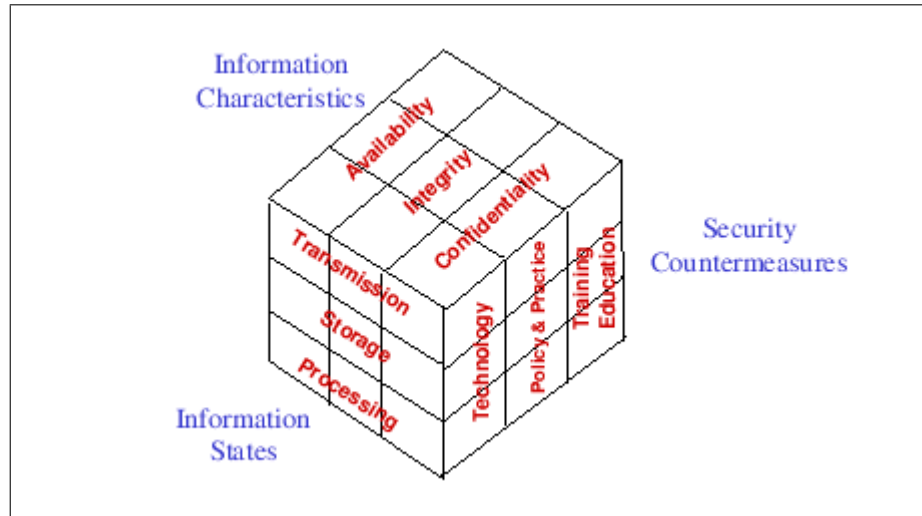 Information
Characteristics
Availability
Integrity
Confidentiality
Transmission
Storage
Processing
Technology
Policy & Practice
Training
Education
Security
Countermeasures
Information
States